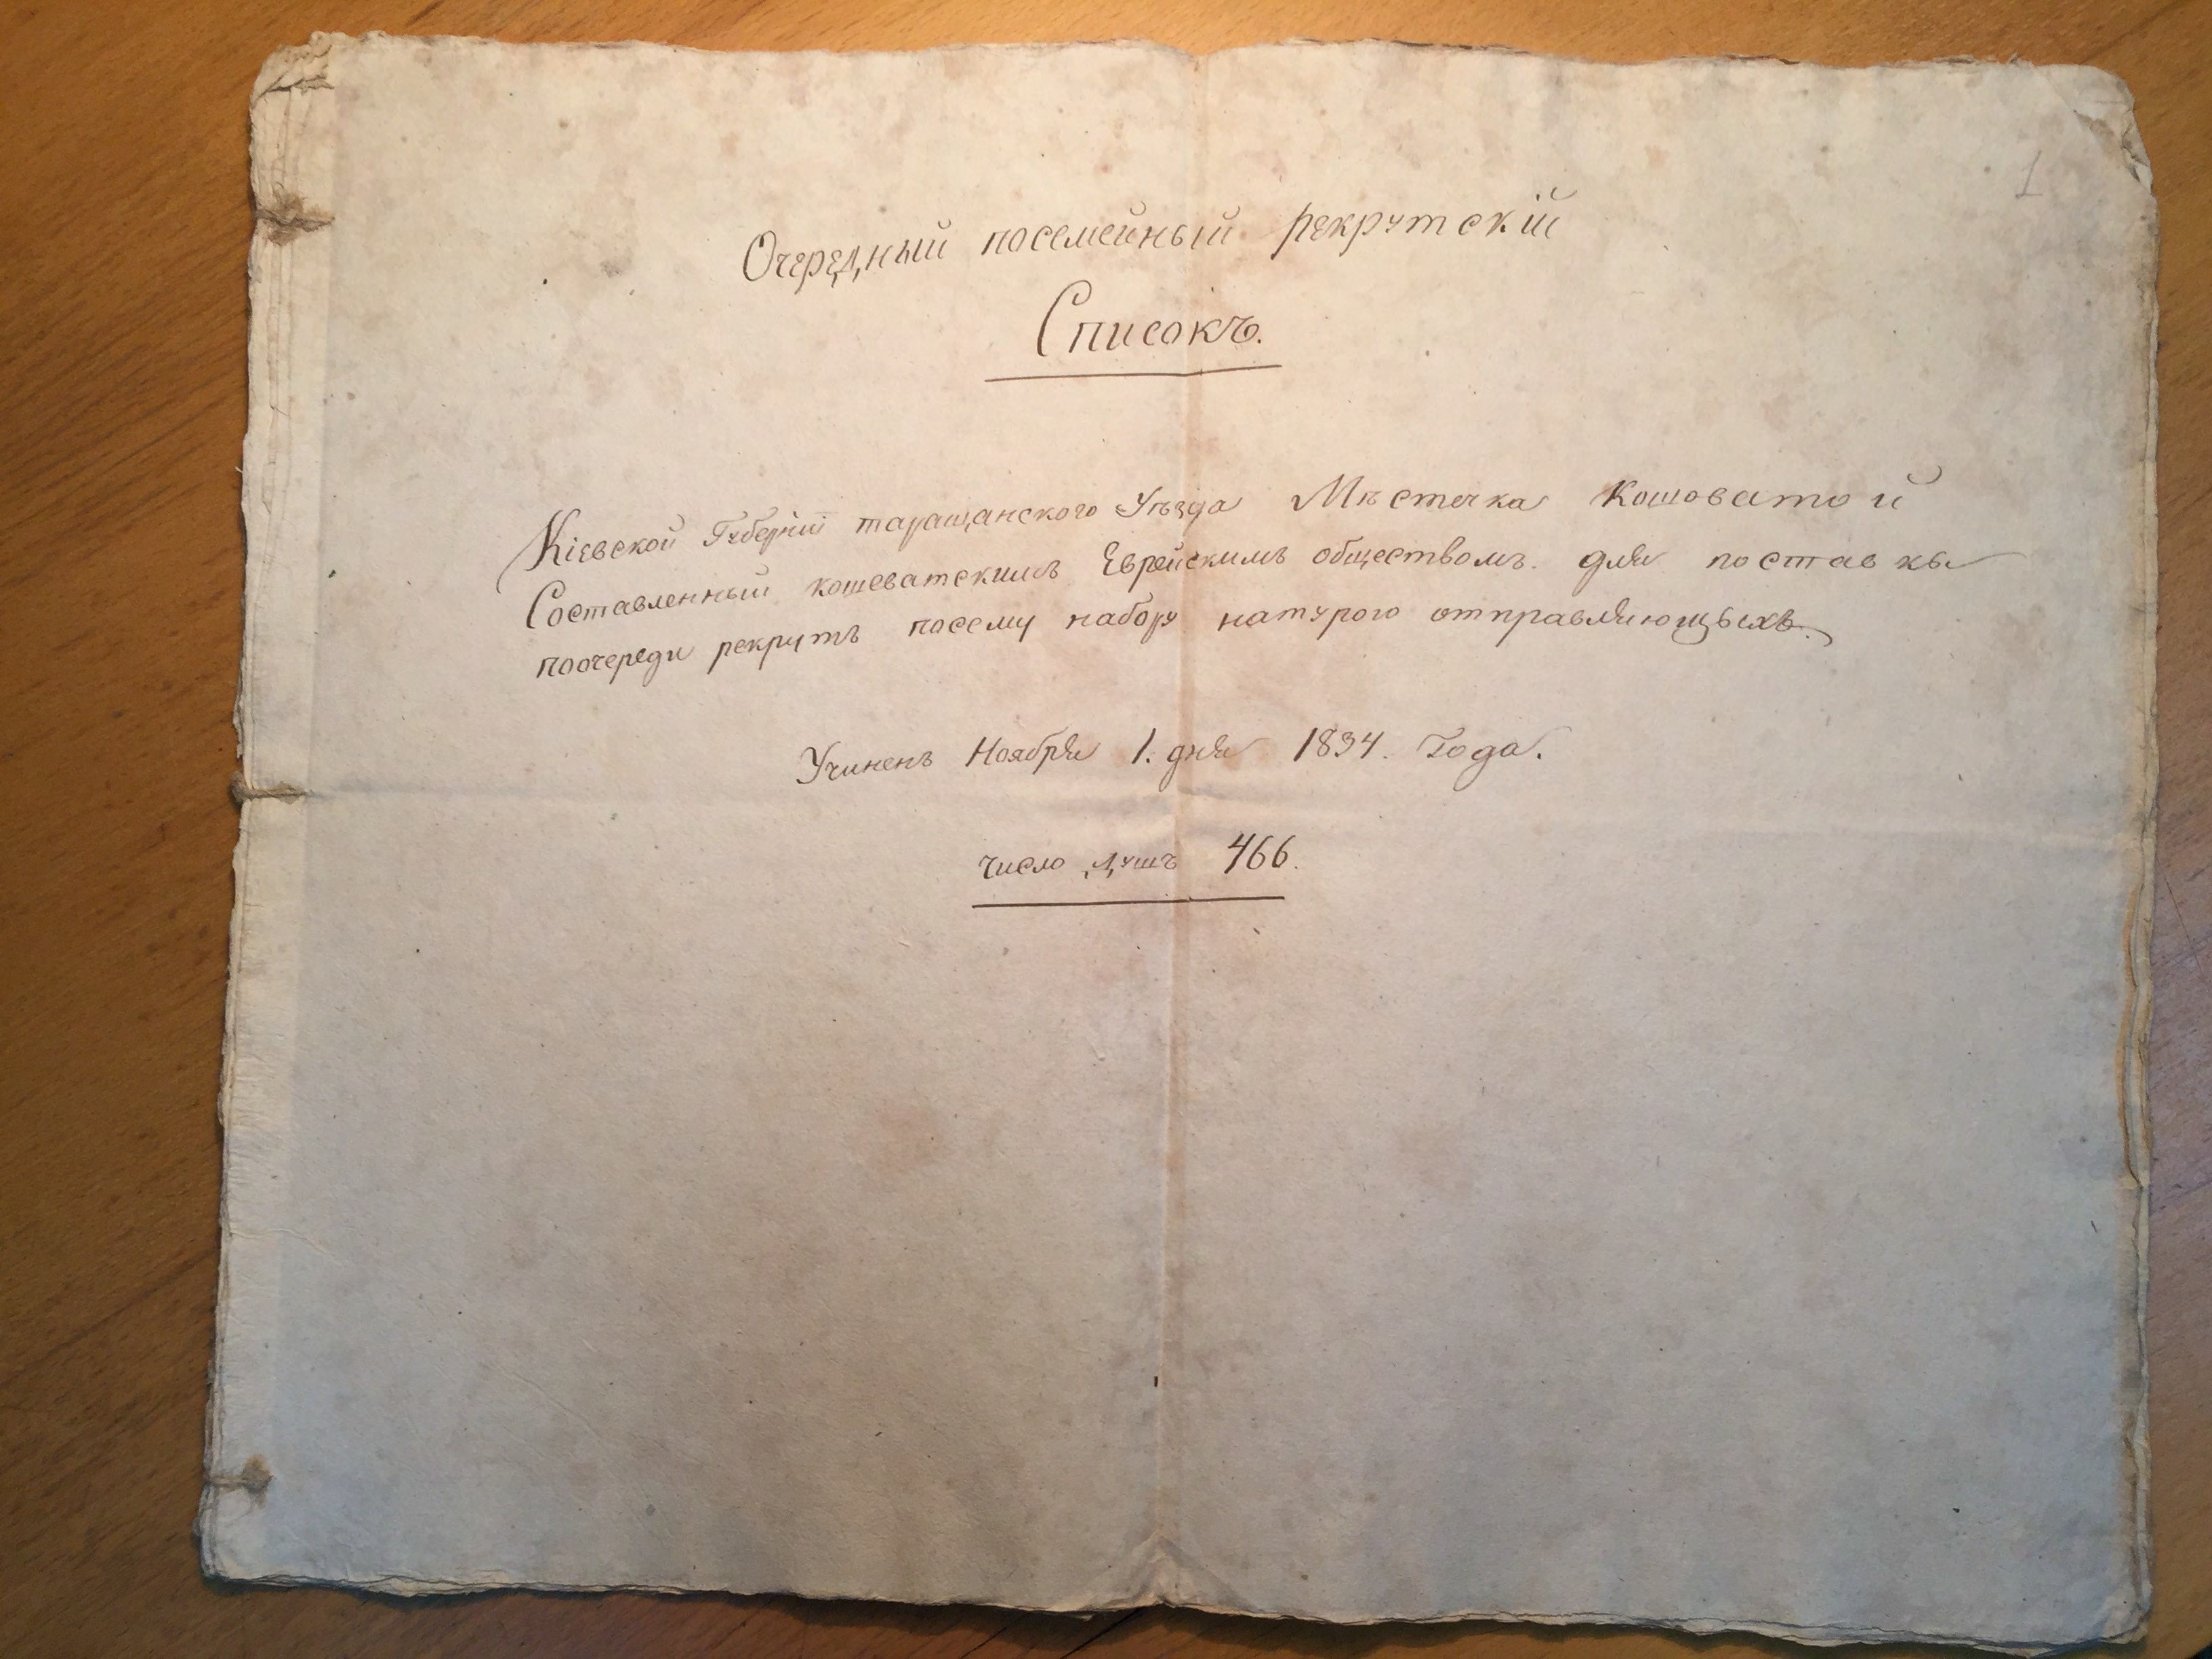 1
Очередный посемейный рекрутскій
Списокъ.
Кіевской Губерніи таращанского Уѣзда Мѣстечка Кошоватой
Составленный кошеватскимъ Еврейскимъ обществомъ. для поставкы
поочереди рекрутъ посему набору натурого отправляющыхъ.
Учиненъ Ноября 1. дня 1834. Года.
число душъ 466.